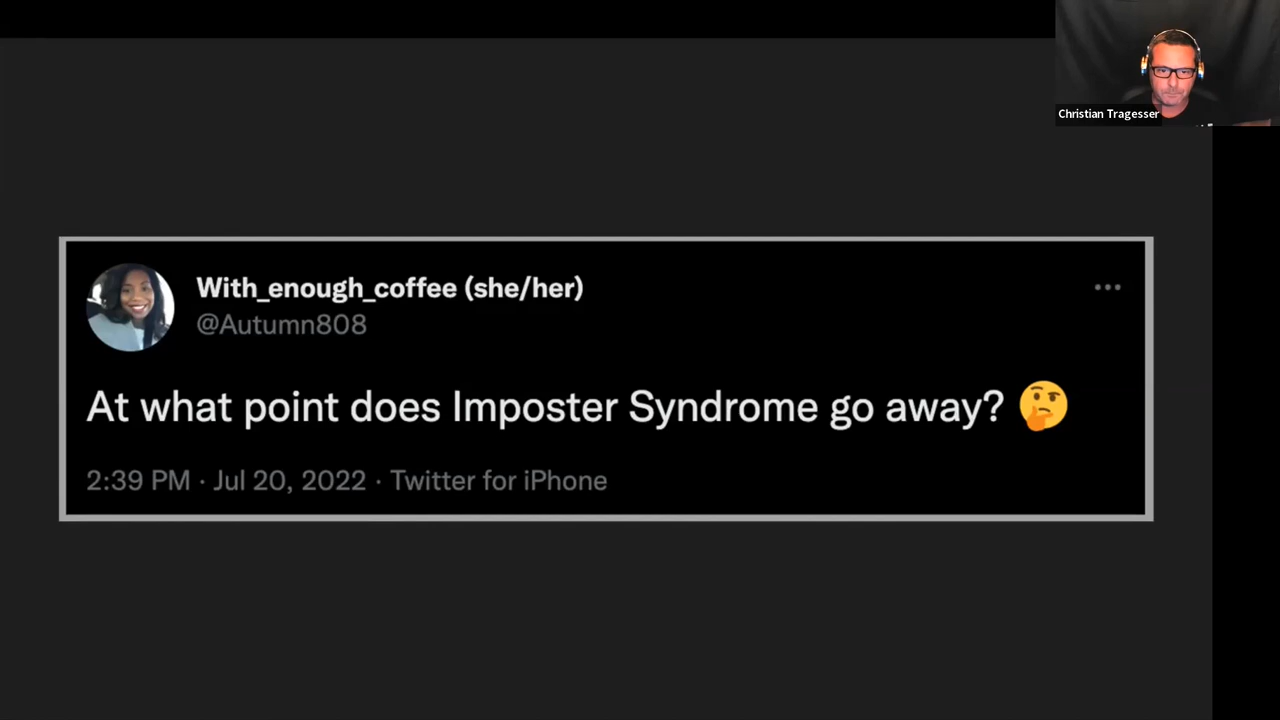 Christian Tragesser
With_enough_coffee (she/her)
@Autumn808
At what point does Imposter Syndrome go away? 🤔
2:39 PM · Jul 20, 2022 · Twitter for iPhone